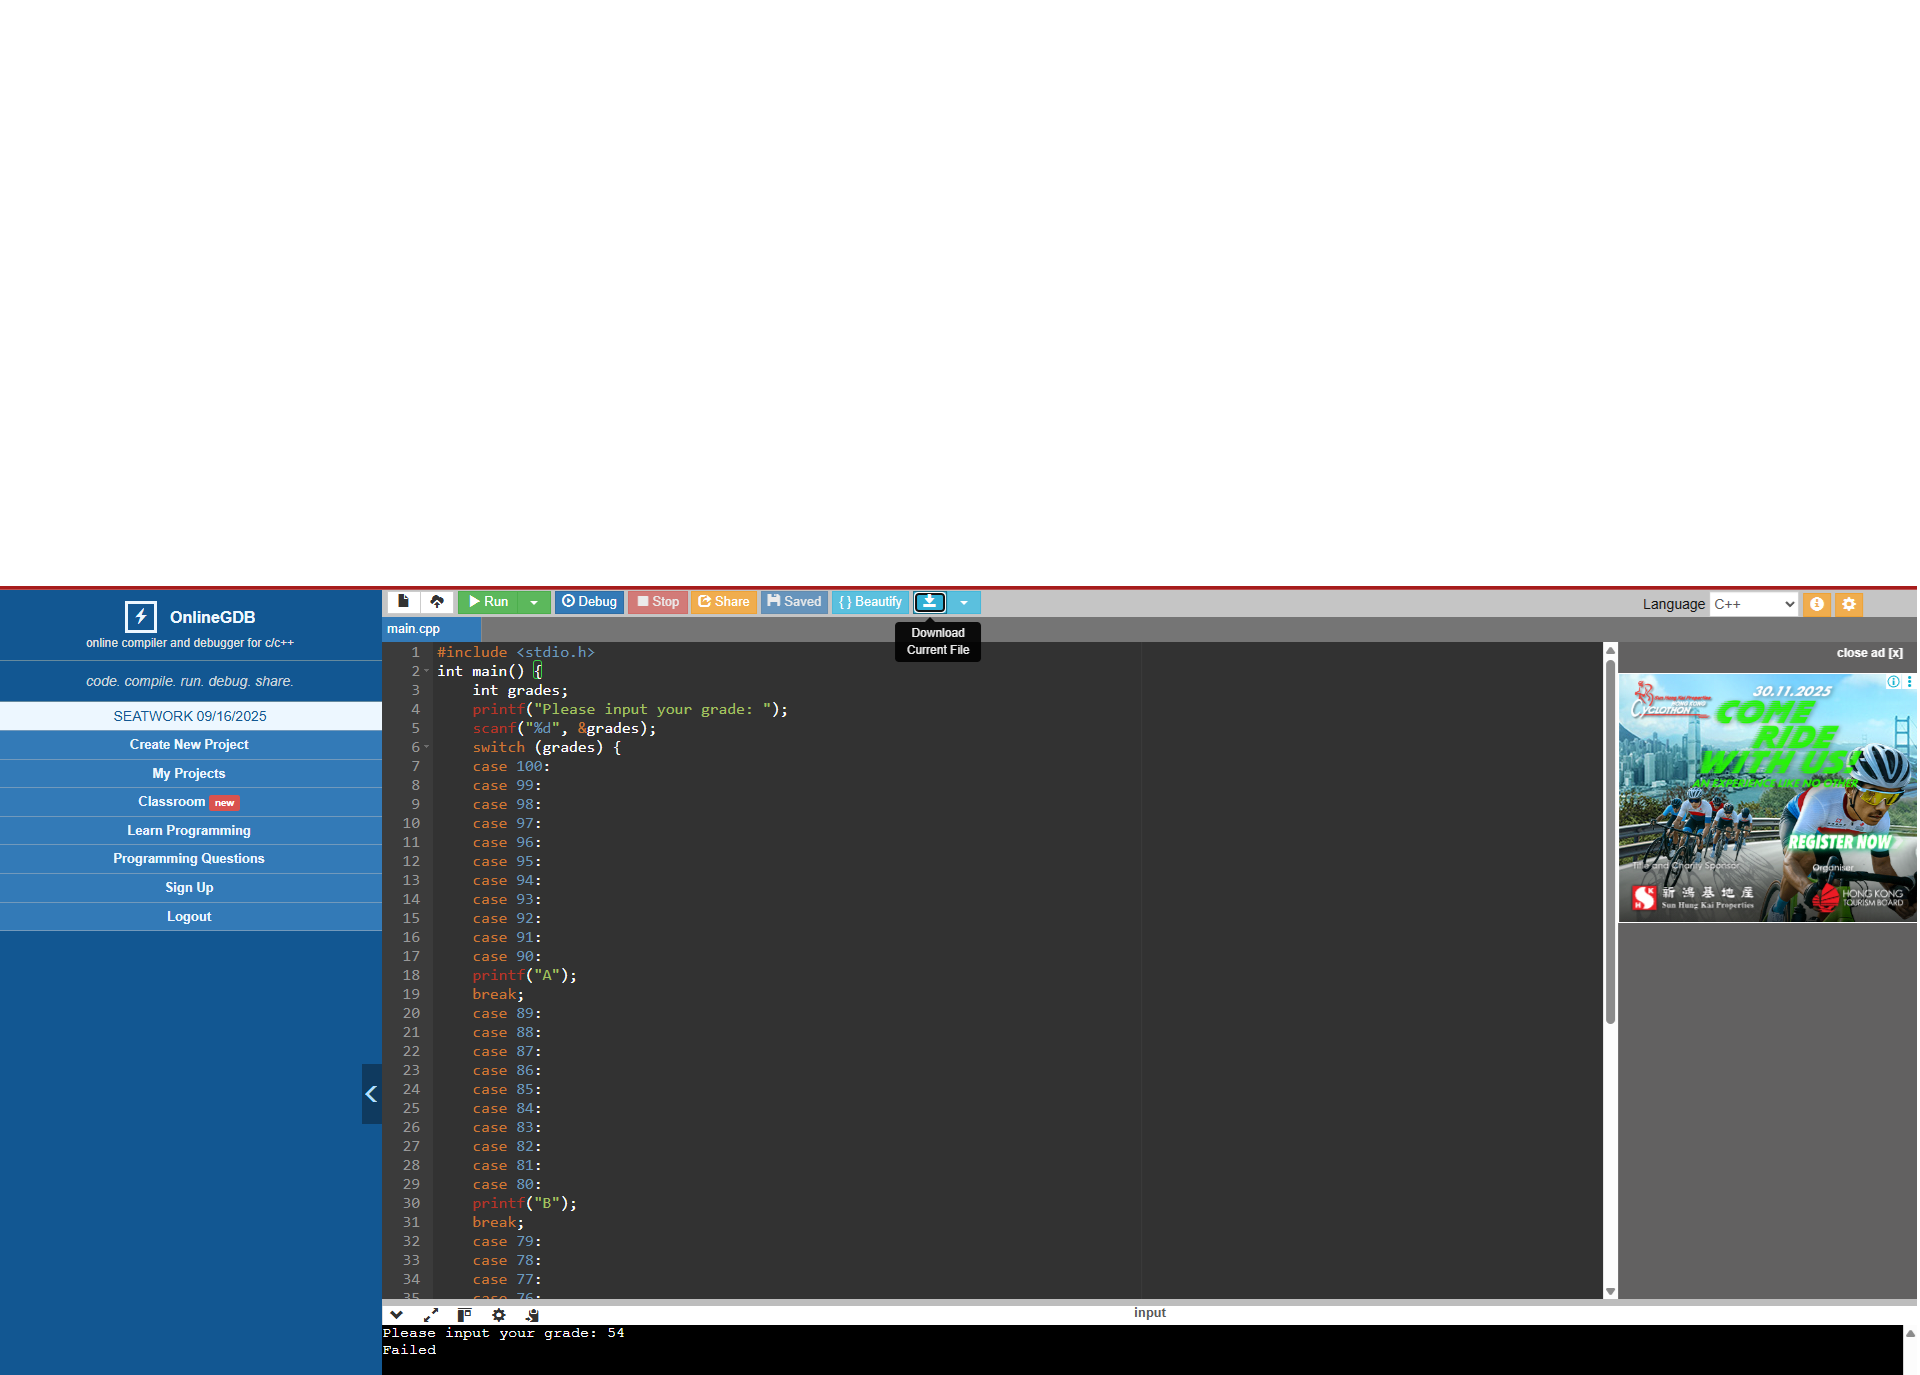 OnlineGDB
online compiler and debugger for c/c++
code. compile. run. debug. share.
SEATWORK 09/16/2025
Create New Project
My Projects
Classroom new
Learn Programming
Programming Questions
Sign Up
Logout
Run Debug Stop Share Saved { } Beautify
Language C++
main.cpp
Download
Current File
1 #include <stdio.h>
2 int main() {
3 int grades;
4 printf("Please input your grade: ");
5 scanf("%d", &grades);
6 switch (grades) {
7 case 100:
8 case 99:
9 case 98:
10 case 97:
11 case 96:
12 case 95:
13 case 94:
14 case 93:
15 case 92:
16 case 91:
17 case 90:
18 printf("A");
19 break;
20 case 89:
21 case 88:
22 case 87:
23 case 86:
24 case 85:
25 case 84:
26 case 83:
27 case 82:
28 case 81:
29 case 80:
30 printf("B");
31 break;
32 case 79:
33 case 78:
34 case 77:
35 case 76:
close ad [x]
Sun Hung Kai Properties
HONG KONG
CYCLOTHON
30.11.2025
COME
RIDE
WITH US!
AN EXPERIENCE LIKE NO OTHER
REGISTER NOW
Title and Charity Sponsor
Organiser
新鴻基地産
Sun Hung Kai Properties
HONG KONG
TOURISM BOARD
input
Please input your grade: 54
Failed